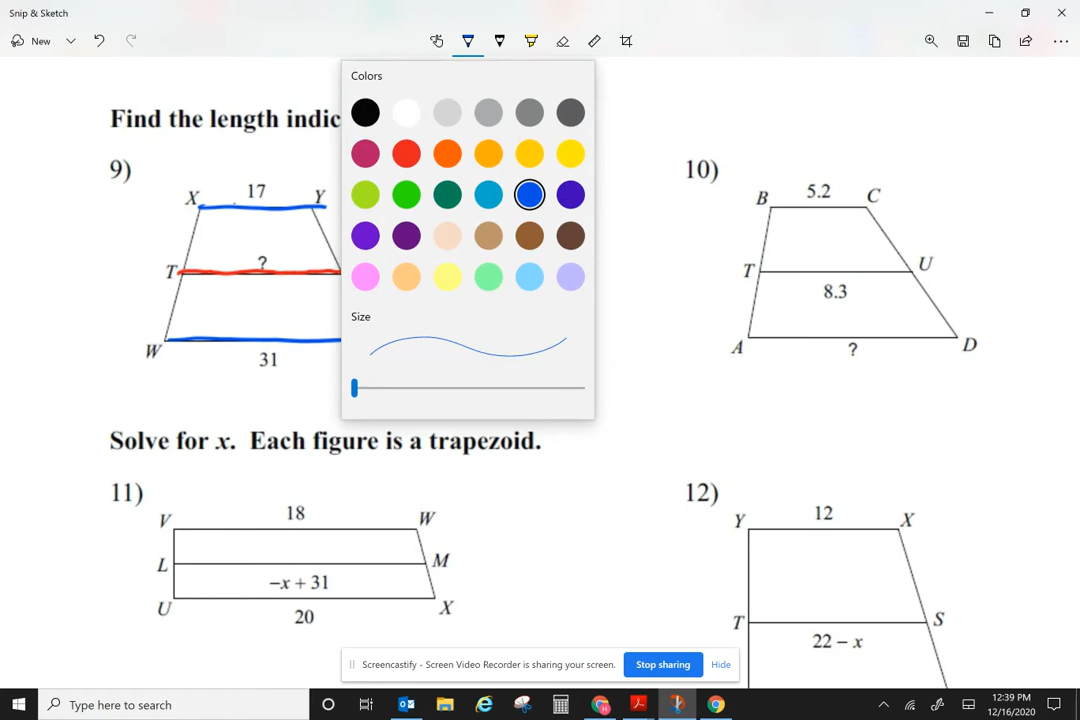 Snip & Sketch
New
Colors
Find the length indic
9)
X 17 Y
T ?
W
31
Size
10)
B 5.2 C
T U
8.3
A D
?
Solve for x. Each figure is a trapezoid.
11)
V 18 W
L M
−x + 31
U X
20
12)
Y 12 X
T S
22 − x
Screencastify - Screen Video Recorder is sharing your screen. Stop sharing Hide
Type here to search
12:39 PM
12/16/2020